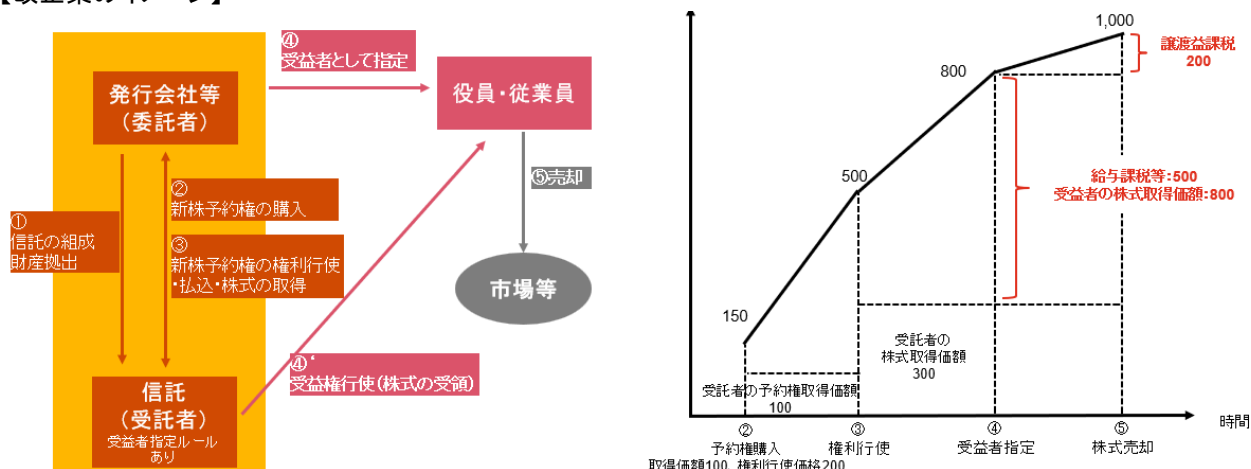 ④
受益者として指定
発行会社等
(委託者)
役員・従業員
②
新株予約権の購入
⑤売却
①
信託の組成
財産拠出
③
新株予約権の権利行使
・払込・株式の取得
市場等
④'
受益権行使(株式の受領)
信託
(受託者)
受益者指定ルール
あり
1,000
譲渡益課税
200
800
500
給与課税等:500
受益者の株式取得価額:800
150
受託者の
株式取得価額
300
受託者の予約権取得価額
100
時間
②
予約権購入
取得価額100、権利行使価格200
③
権利行使
④
受益者指定
⑤
株式売却